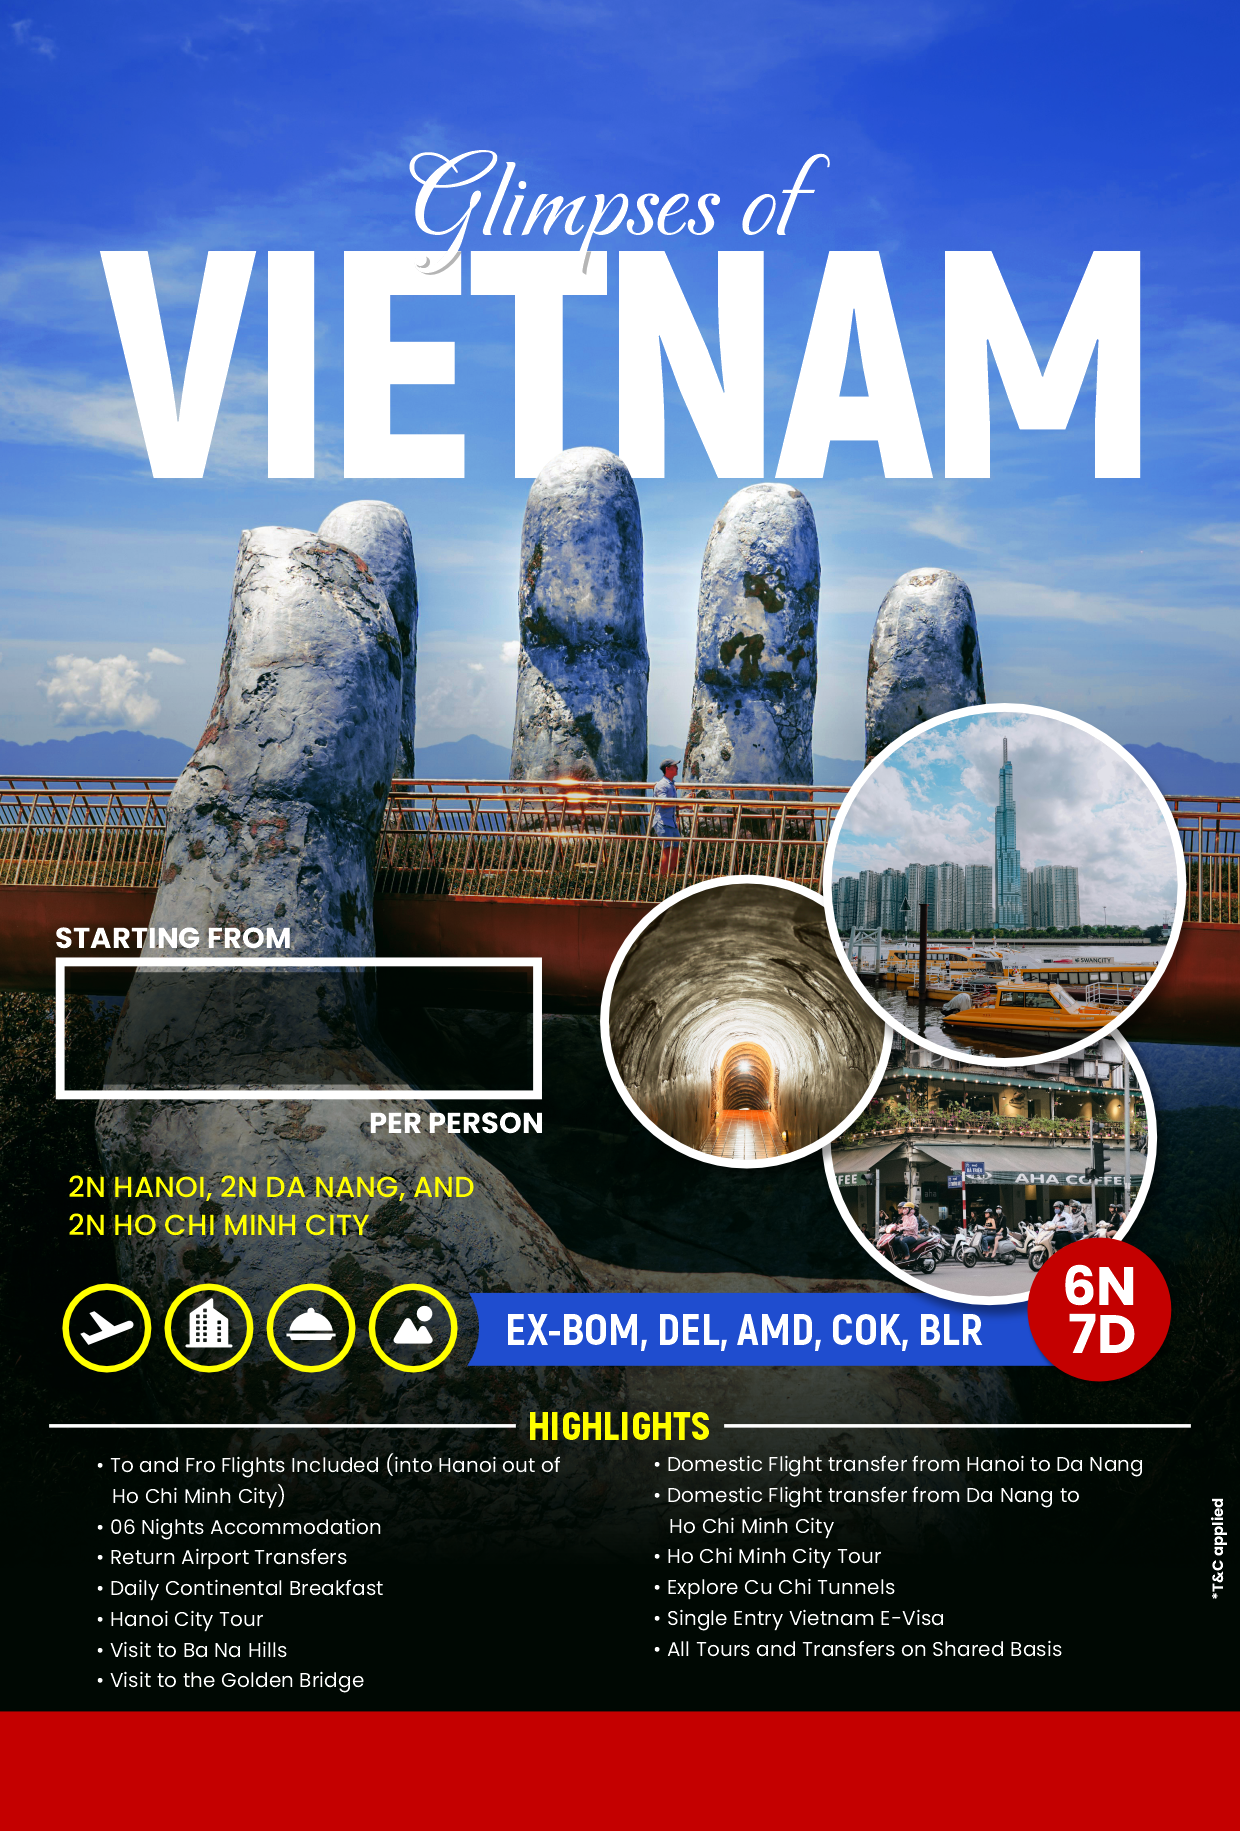 Glimpses of
VIETNAM
SWANCITY
STARTING FROM
PER PERSON
AHA COFFEE
aha
2N HANOI, 2N DA NANG, AND
2N HO CHI MINH CITY
EX-BOM, DEL, AMD, COK, BLR
6N
7D
HIGHLIGHTS
• To and Fro Flights Included (into Hanoi out of
Ho Chi Minh City)
• 06 Nights Accommodation
• Return Airport Transfers
• Daily Continental Breakfast
• Hanoi City Tour
• Visit to Ba Na Hills
• Visit to the Golden Bridge
• Domestic Flight transfer from Hanoi to Da Nang
• Domestic Flight transfer from Da Nang to
Ho Chi Minh City
• Ho Chi Minh City Tour
• Explore Cu Chi Tunnels
• Single Entry Vietnam E-Visa
• All Tours and Transfers on Shared Basis
*T&C applied